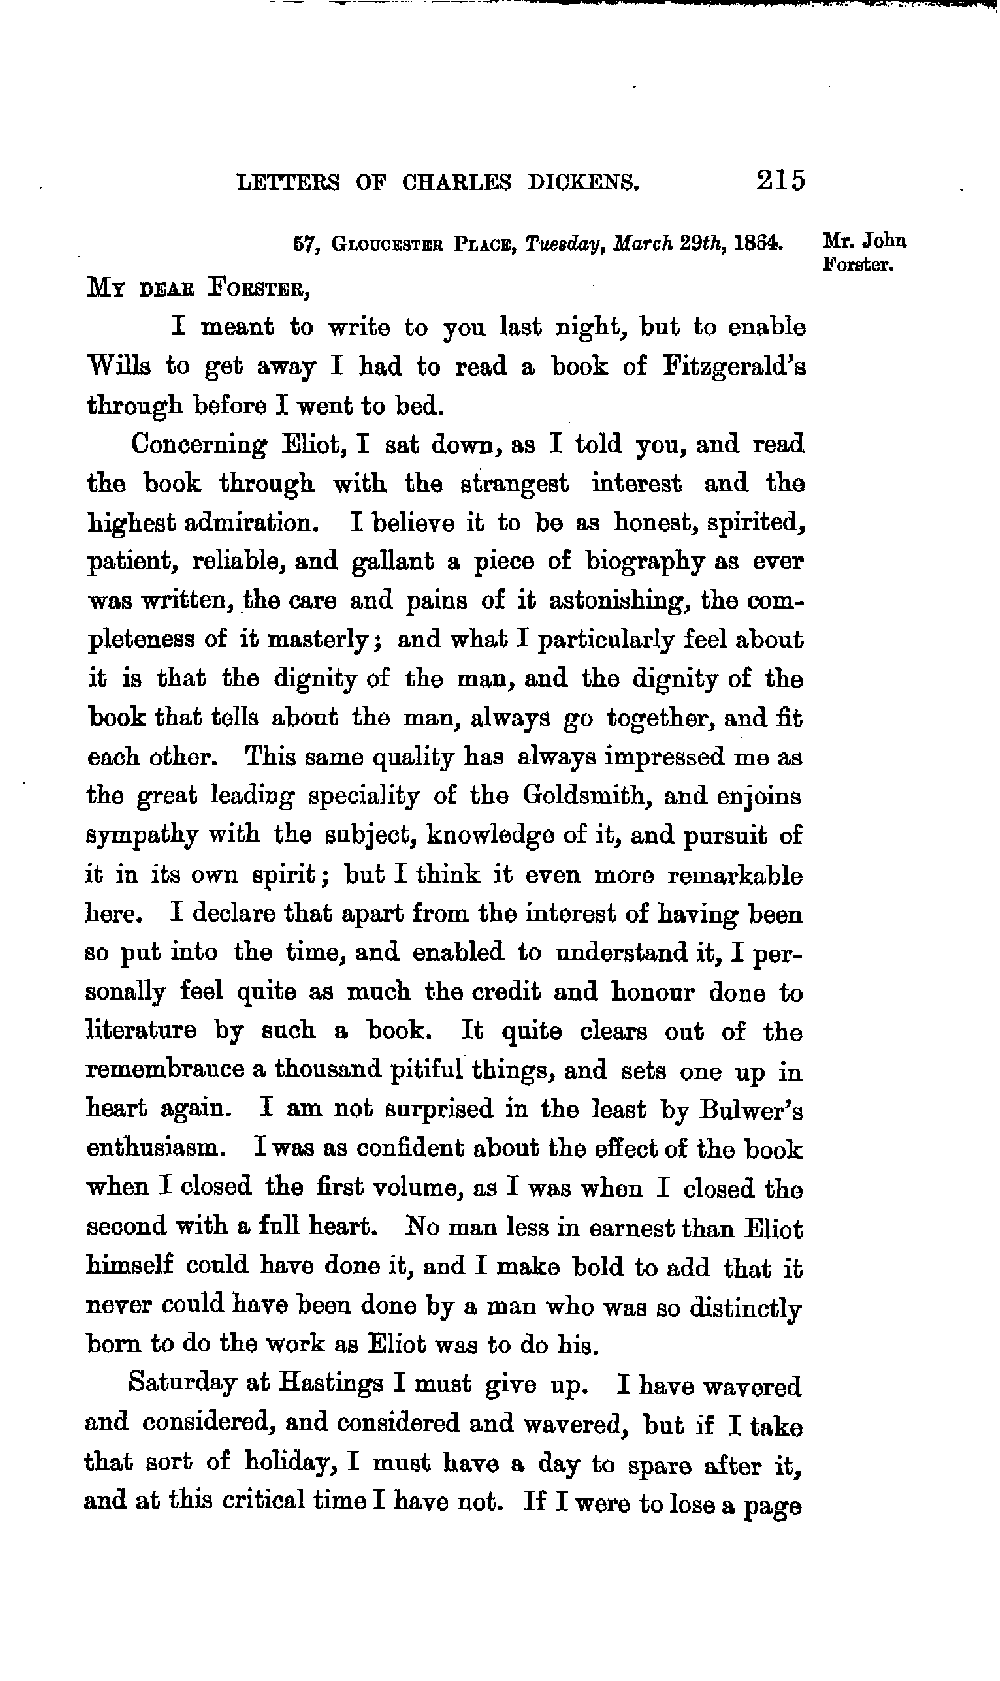 LETTERS OF CHARLES DICKENS. 215
57, Gloucester Place, Tuesday, March 29th, 1864. Mr. John
Forster.
My dear Forster,
I meant to write to you last night, but to enable
Wills to get away I had to read a book of Fitzgerald's
through before I went to bed.
Concerning Eliot, I sat down, as I told you, and read
the book through with the strangest interest and the
highest admiration. I believe it to be as honest, spirited,
patient, reliable, and gallant a piece of biography as ever
was written, the care and pains of it astonishing, the com-
pleteness of it masterly; and what I particularly feel about
it is that the dignity of the man, and the dignity of the
book that tells about the man, always go together, and fit
each other. This same quality has always impressed me as
the great leading speciality of the Goldsmith, and enjoins
sympathy with the subject, knowledge of it, and pursuit of
it in its own spirit; but I think it even more remarkable
here. I declare that apart from the interest of having been
so put into the time, and enabled to understand it, I per-
sonally feel quite as much the credit and honour done to
literature by such a book. It quite clears out of the
remembrance a thousand pitiful things, and sets one up in
heart again. I am not surprised in the least by Bulwer's
enthusiasm. I was as confident about the effect of the book
when I closed the first volume, as I was when I closed the
second with a full heart. No man less in earnest than Eliot
himself could have done it, and I make bold to add that it
never could have been done by a man who was so distinctly
born to do the work as Eliot was to do his.
Saturday at Hastings I must give up. I have wavered
and considered, and considered and wavered, but if I take
that sort of holiday, I must have a day to spare after it,
and at this critical time I have not. If I were to lose a page